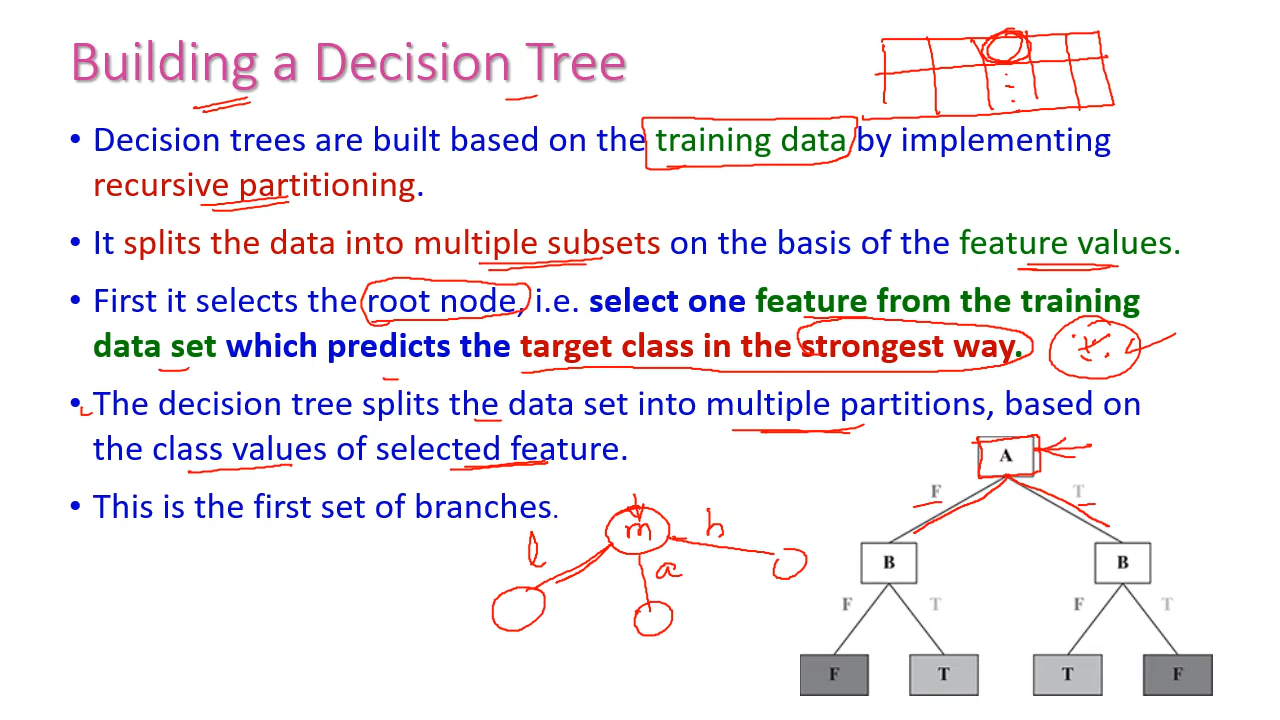 Building a Decision Tree
• Decision trees are built based on the training data by implementing
recursive partitioning.
• It splits the data into multiple subsets on the basis of the feature values.
• First it selects the root node, i.e. select one feature from the training
data set which predicts the target class in the strongest way.
• The decision tree splits the data set into multiple partitions, based on
the class values of selected feature.
• This is the first set of branches.
A
F T
m
l a h
B B
F T F T
F T T F